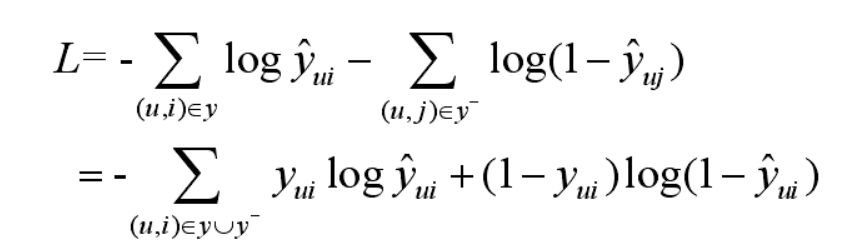 L= - ∑_{(u,i)∈y} log ŷ_{ui} − ∑_{(u,j)∈y⁻} log(1− ŷ_{uj})
= - ∑_{(u,i)∈y∪y⁻} y_{ui} log ŷ_{ui} + (1− y_{ui}) log(1− ŷ_{ui})